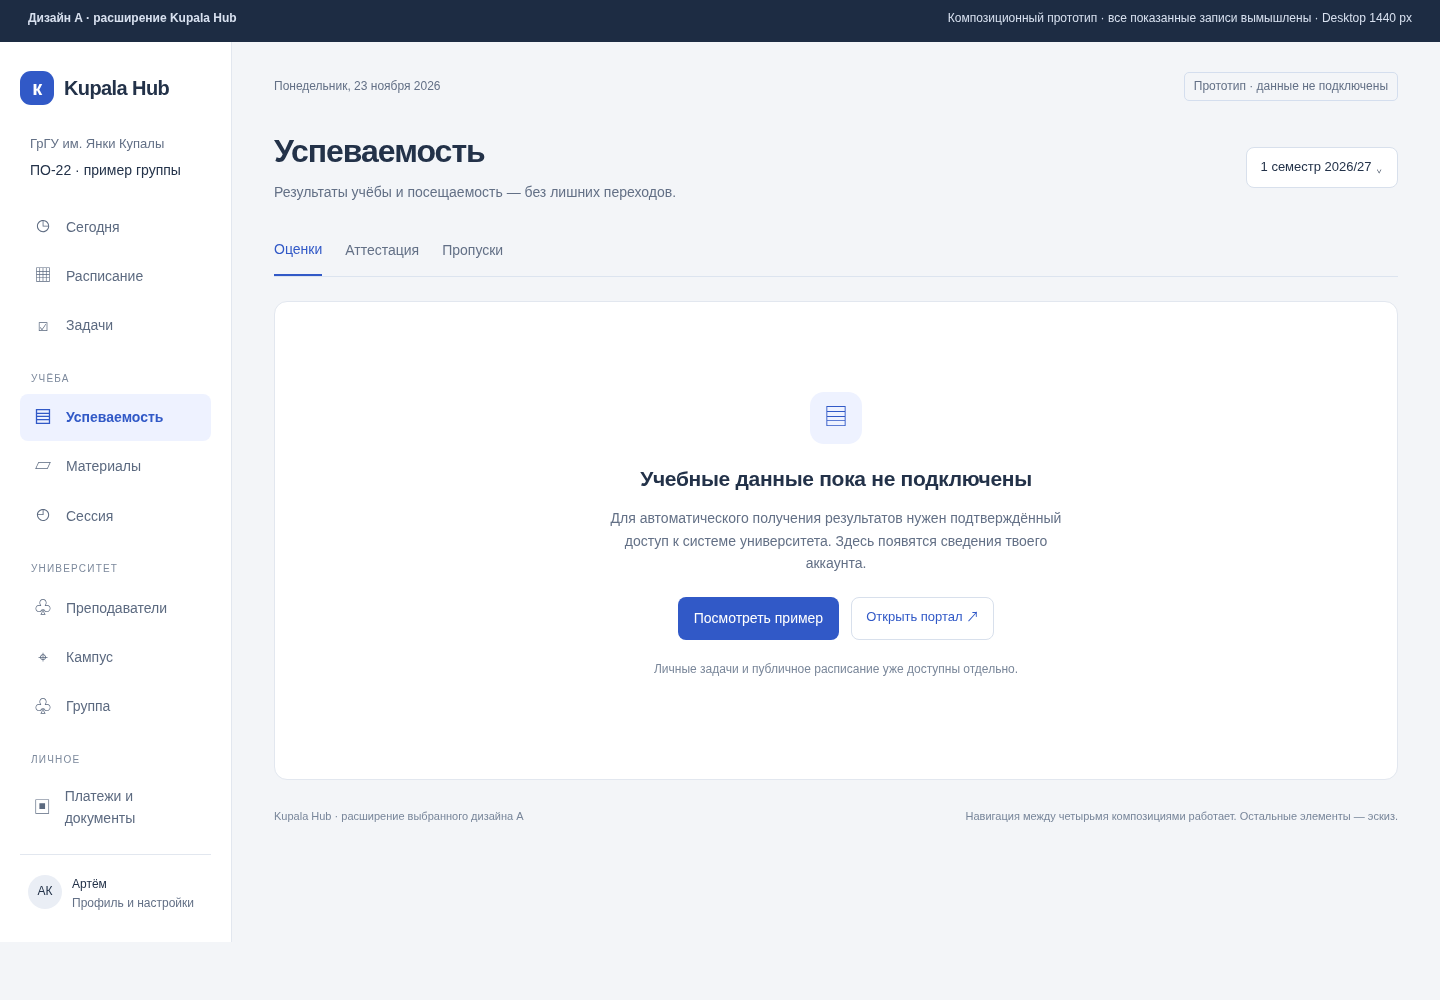 Дизайн А · расширение Kupala Hub
Композиционный прототип · все показанные записи вымышлены · Desktop 1440 px
к Kupala Hub
ГрГУ им. Янки Купалы
ПО-22 · пример группы
Сегодня
Расписание
Задачи
УЧЁБА
Успеваемость
Материалы
Сессия
УНИВЕРСИТЕТ
Преподаватели
Кампус
Группа
ЛИЧНОЕ
Платежи и
документы
АК
Артём
Профиль и настройки
Понедельник, 23 ноября 2026
Прототип · данные не подключены
Успеваемость
1 семестр 2026/27
Результаты учёбы и посещаемость — без лишних переходов.
Оценки Аттестация Пропуски
Учебные данные пока не подключены
Для автоматического получения результатов нужен подтверждённый
доступ к системе университета. Здесь появятся сведения твоего
аккаунта.
Посмотреть пример
Открыть портал ↗
Личные задачи и публичное расписание уже доступны отдельно.
Kupala Hub · расширение выбранного дизайна А
Навигация между четырьмя композициями работает. Остальные элементы — эскиз.